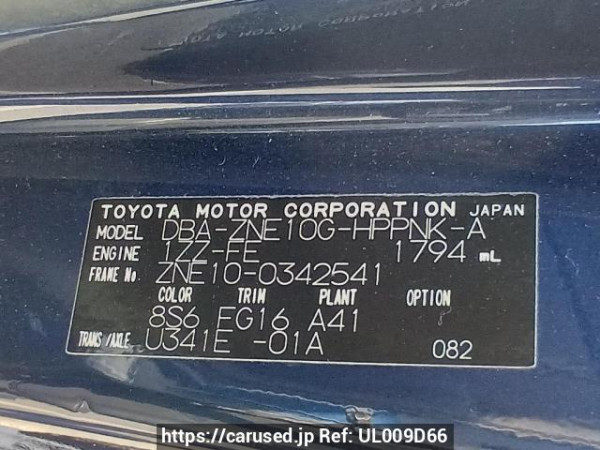 TOYOTA MOTOR CORPORATION JAPAN
MODEL DBA-ZNE10G-HPPNK-A
ENGINE 1ZZ-FE 1794 mL
FRAME No. ZNE10-0342541
COLOR TRIM PLANT OPTION
8S6 FG16 A41
TRANS/AXLE U341E -01A 082
https://carused.jp Ref: UL009D66